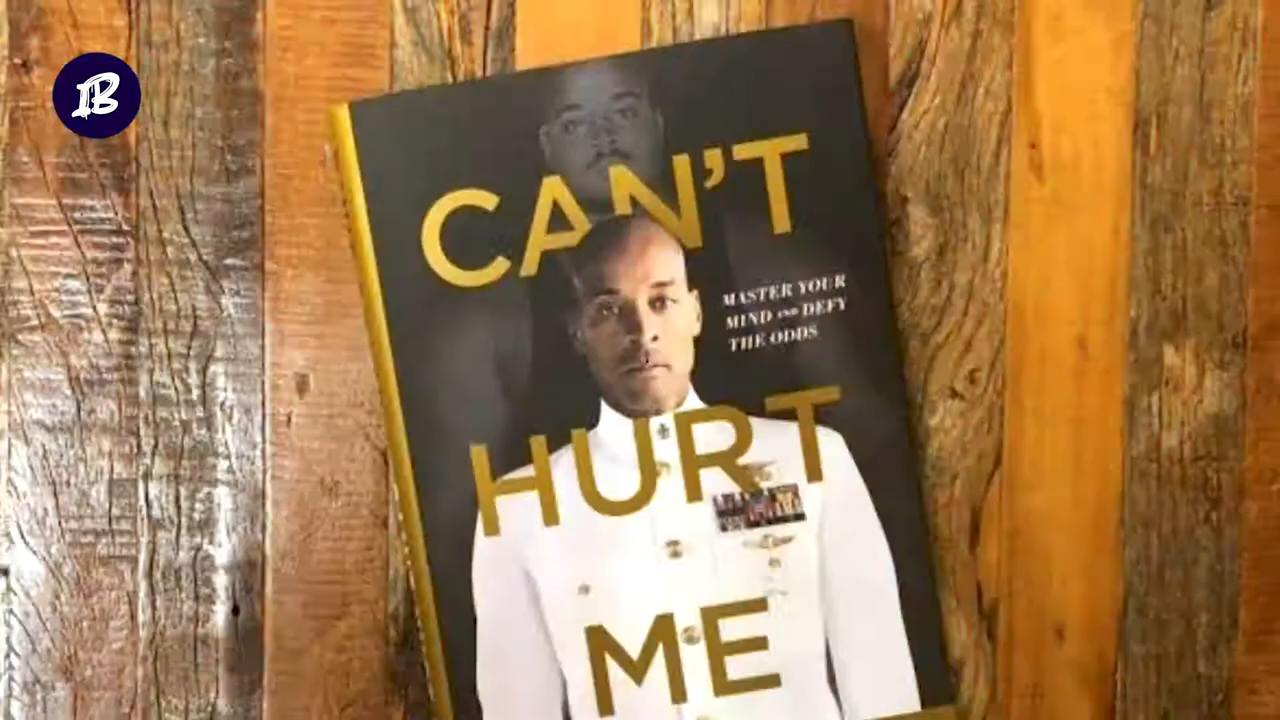 B
CAN'T
MASTER YOUR
MIND AND DEFY
THE ODDS
HURT
ME